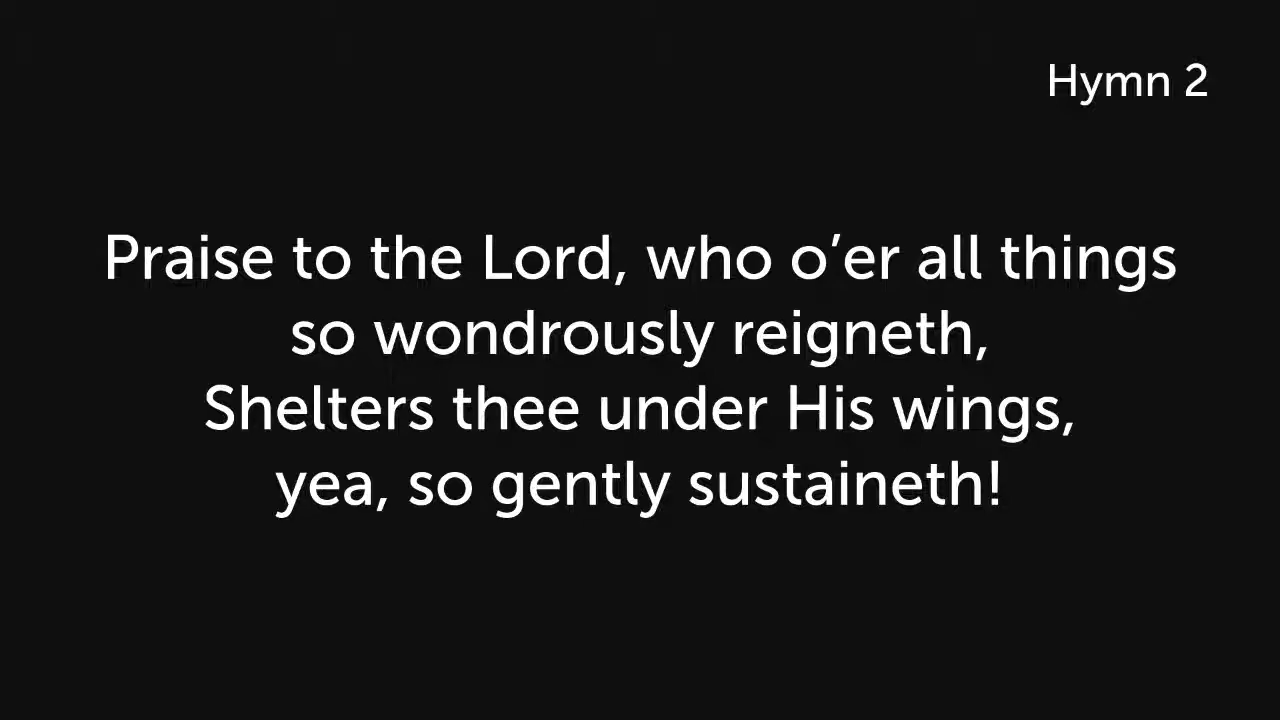 Hymn 2
Praise to the Lord, who o’er all things
so wondrously reigneth,
Shelters thee under His wings,
yea, so gently sustaineth!